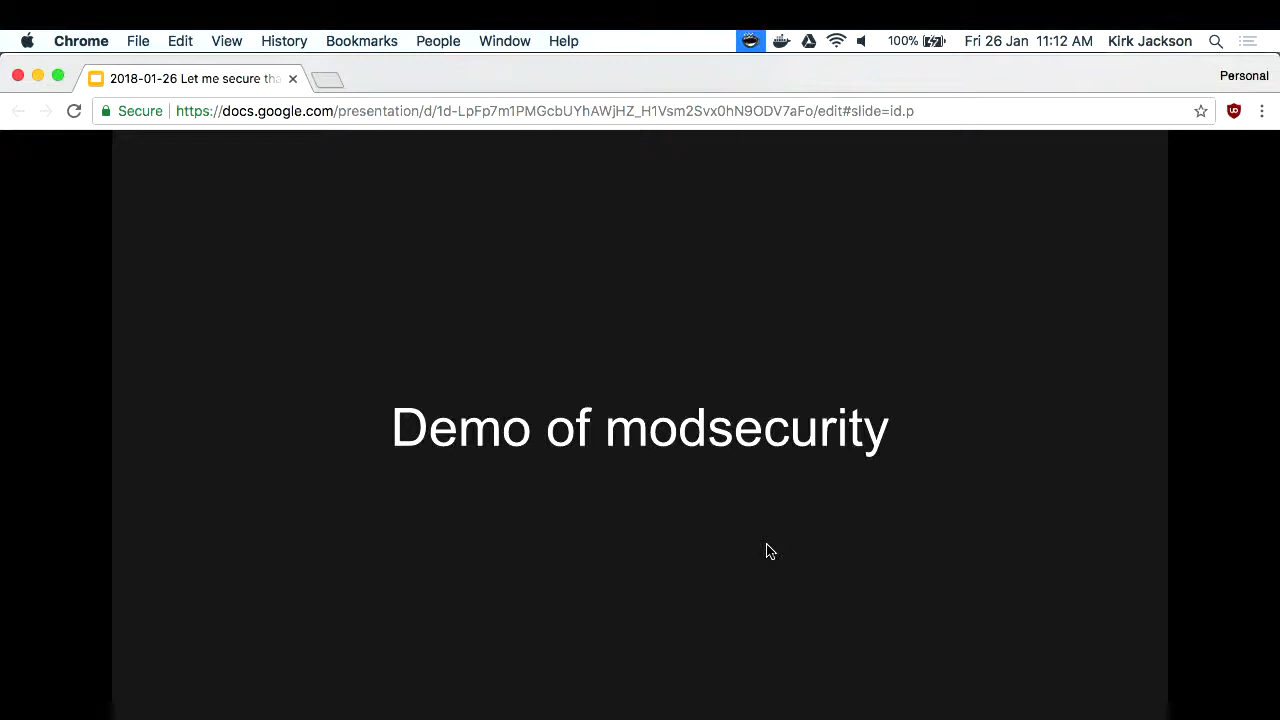 Chrome File Edit View History Bookmarks People Window Help 100% Fri 26 Jan 11:12 AM Kirk Jackson
2018-01-26 Let me secure tha
Personal
Secure https://docs.google.com/presentation/d/1d-LpFp7m1PMGcbUYhAWjHZ_H1Vsm2Svx0hN9ODV7aFo/edit#slide=id.p
Demo of modsecurity